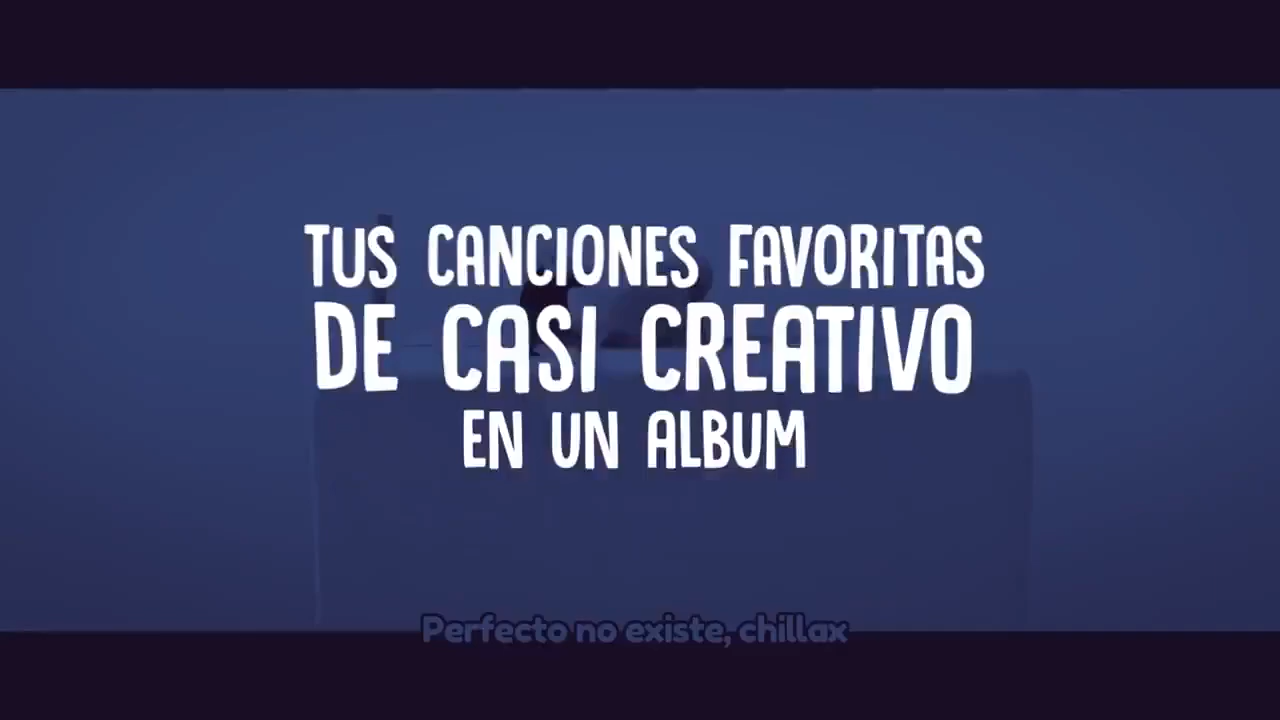 TUS CANCIONES FAVORITAS
DE CASI CREATIVO
EN UN ALBUM
Perfecto no existe, chillax